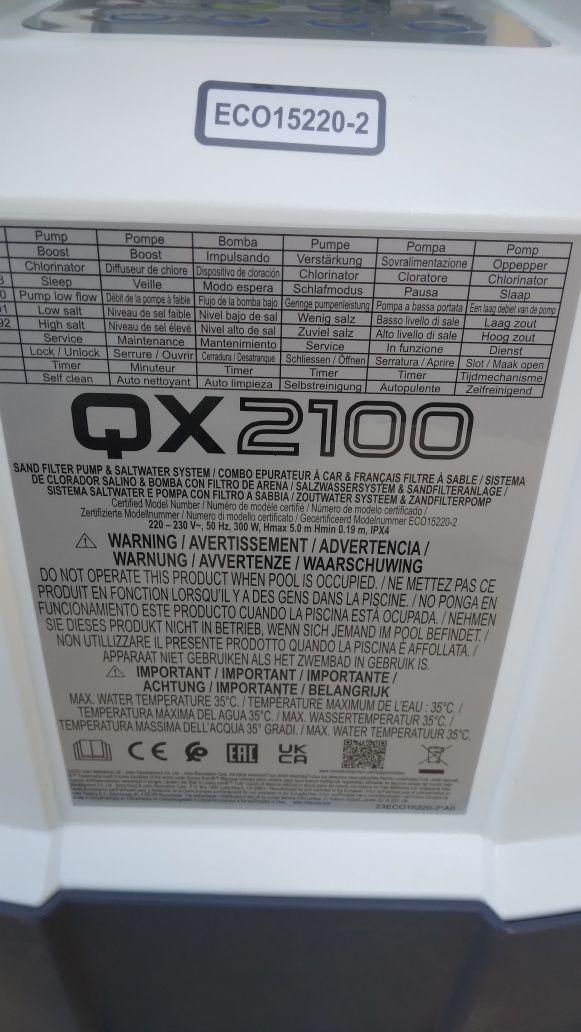 ECO15220-2
Pump Pompe Bomba Pumpe Pompa Pomp
Boost Boost Impulsando Verstärkung Sovralimentazione Oppepper
Chlorinator Diffuseur de chlore Dispositivo de cloración Chlorinator Cloratore Chlorinator
Sleep Veille Modo espera Schlafmodus Pausa Slaap
Pump low flow Débit de la pompe à faible Flujo de la bomba bajo Geringe pumpenleistung Pompa a bassa portata Een laag debiet van de pomp
Low salt Niveau de sel faible Nivel bajo de sal Wenig salz Basso livello di sale Laag zout
High salt Niveau de sel élevé Nivel alto de sal Zuviel salz Alto livello di sale Hoog zout
Service Maintenance Mantenimiento Service In funzione Dienst
Lock / Unlock Serrure / Ouvrir Cerradura / Desatranque Schliessen / Öffnen Serratura / Aprire Slot / Maak open
Timer Minuteur Timer Timer Timer Tijdmechanisme
Self clean Auto nettoyant Auto limpieza Selbstreinigung Autopulente Zelfreinigend
QX2100
SAND FILTER PUMP & SALTWATER SYSTEM / COMBO EPURATEUR À CAR & FRANÇAIS FILTRE À SABLE / SISTEMA
DE CLORADOR SALINO & BOMBA CON FILTRO DE ARENA / SALZWASSERSYSTEM & SANDFILTERANLAGE /
SISTEMA SALTWATER E POMPA CON FILTRO A SABBIA / ZOUTWATER SYSTEEM & ZANDFILTERPOMP
Certified Model Number / Numéro de modèle certifié / Número de modelo certificado /
Zertifizierte Modellnummer / Numero di modello certificato / Gecertificeerd Modelnummer ECO15220-2
220 – 230 V~, 50 Hz, 300 W, Hmax 5.0 m Hmin 0.19 m, IPX4
WARNING / AVERTISSEMENT / ADVERTENCIA /
WARNUNG / AVVERTENZE / WAARSCHUWING
DO NOT OPERATE THIS PRODUCT WHEN POOL IS OCCUPIED. / NE METTEZ PAS CE
PRODUIT EN FONCTION LORSQU'IL Y A DES GENS DANS LA PISCINE. / NO PONGA EN
FUNCIONAMIENTO ESTE PRODUCTO CUANDO LA PISCINA ESTÁ OCUPADA. / NEHMEN
SIE DIESES PRODUKT NICHT IN BETRIEB, WENN SICH JEMAND IM POOL BEFINDET. /
NON UTILIZZARE IL PRESENTE PRODOTTO QUANDO LA PISCINA È AFFOLLATA. /
APPARAAT NIET GEBRUIKEN ALS HET ZWEMBAD IN GEBRUIK IS.
IMPORTANT / IMPORTANT / IMPORTANTE /
ACHTUNG / IMPORTANTE / BELANGRIJK
MAX. WATER TEMPERATURE 35°C. / TEMPÉRATURE MAXIMUM DE L'EAU : 35°C. /
TEMPERATURA MÁXIMA DEL AGUA 35°C. / MAX. WASSERTEMPERATUR 35°C. /
TEMPERATURA MASSIMA DELL'ACQUA 35° GRADI. / MAX. WATERTEMPERATUUR 35°C.
CE EAC UK
CA
23ECO15220-2*A0